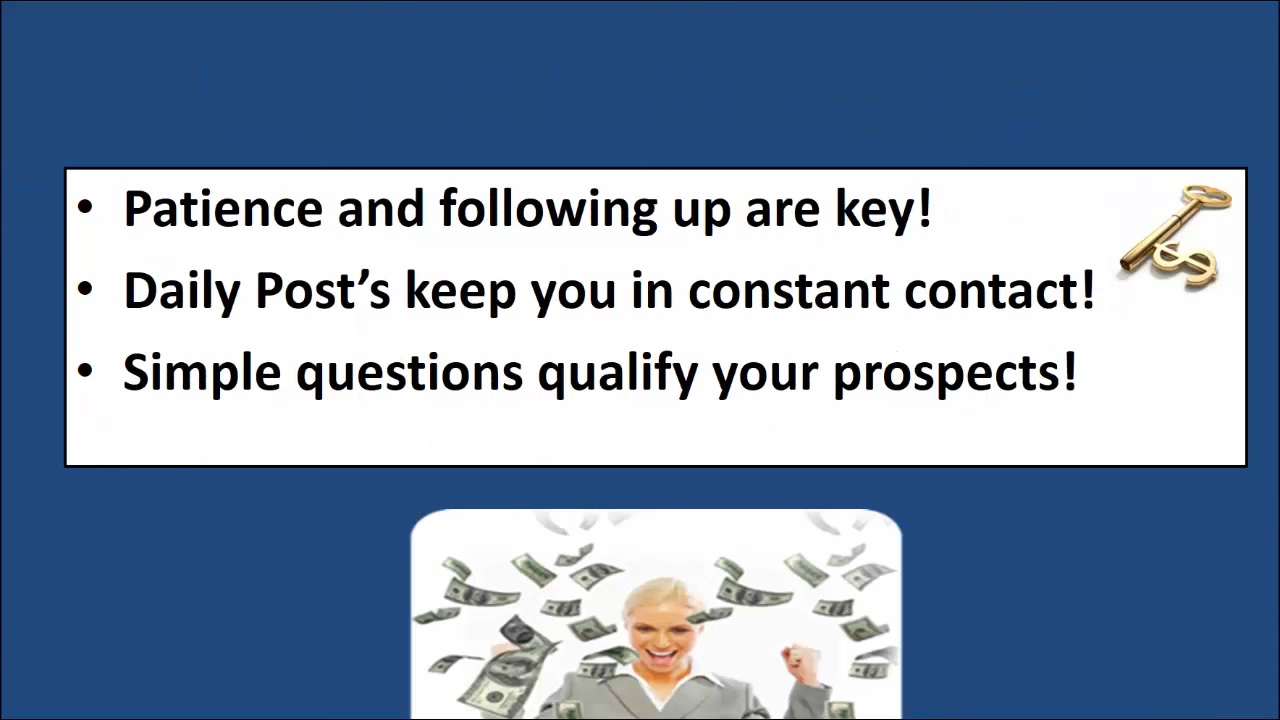 • Patience and following up are key!
• Daily Post’s keep you in constant contact!
• Simple questions qualify your prospects!